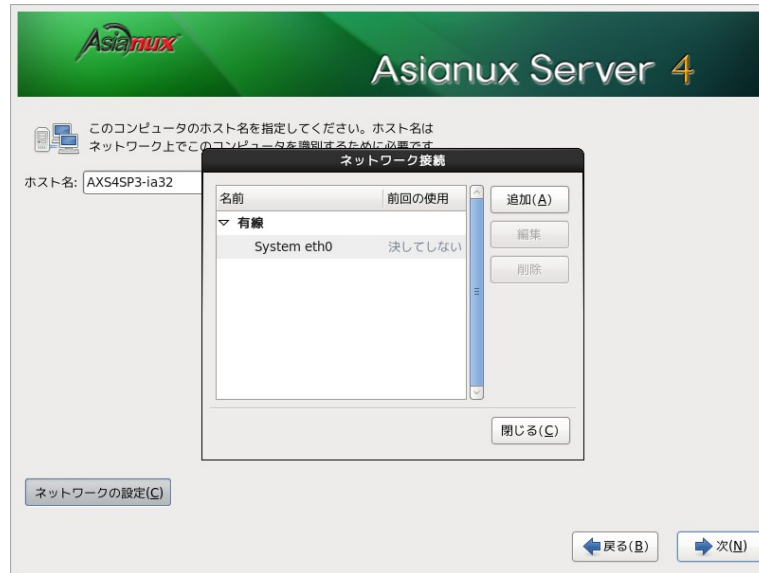 Asianux
Asianux Server 4
このコンピュータのホスト名を指定してください。ホスト名は
ネットワーク上でこのコンピュータを識別するために必要です
ホスト名: AXS4SP3-ia32
ネットワーク接続
名前 前回の使用
有線
System eth0 決してしない
追加(A)
編集
削除
閉じる(C)
ネットワークの設定(C)
戻る(B) 次(N)